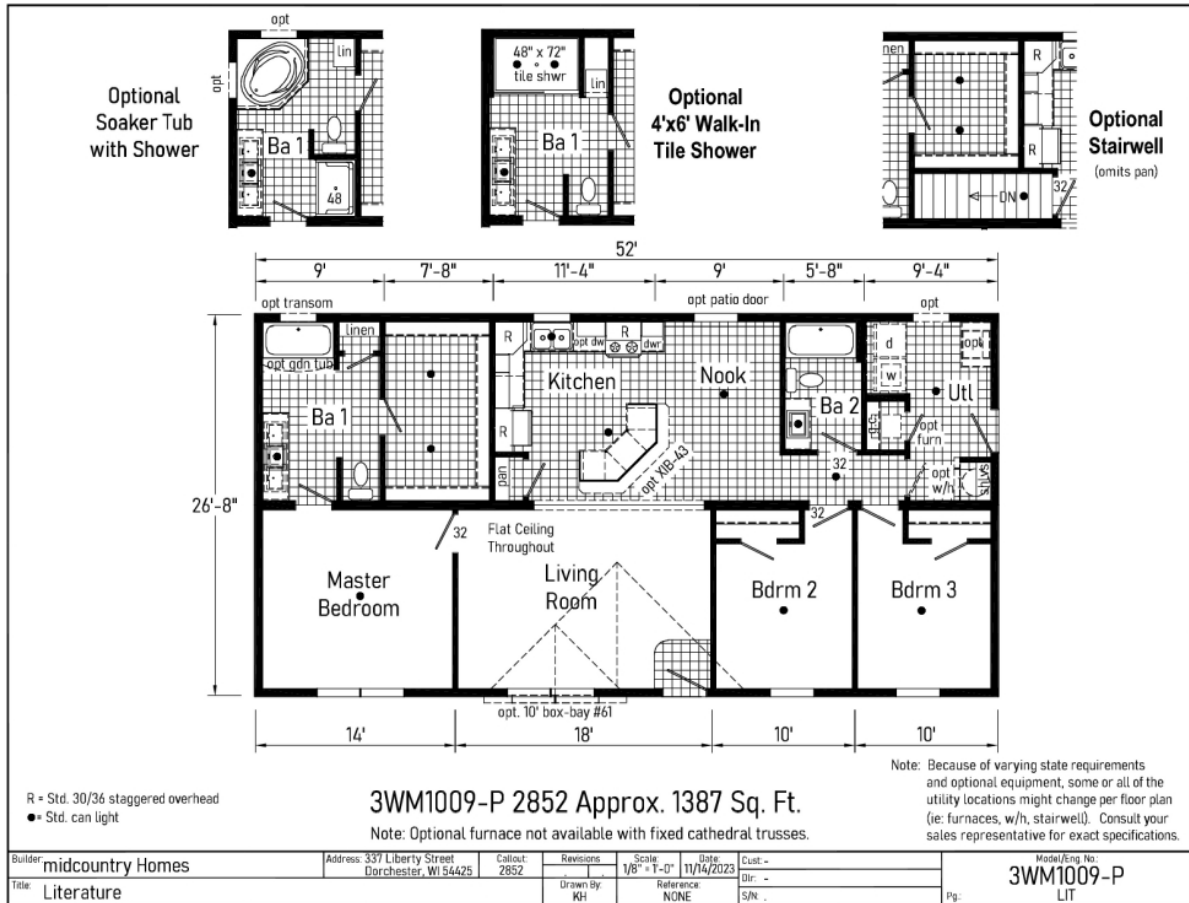 opt
opt
lin
Optional
Soaker Tub
with Shower
Ba 1
48
48" x 72"
tile shwr
lin
Ba 1
Optional
4'x6' Walk-In
Tile Shower
nen
R
R
DN
32
Optional
Stairwell
(omits pan)
52'
9'
7'-8"
11'-4"
9'
5'-8"
9'-4"
opt transom
opt patio door
opt
26'-8"
linen
opt gdn tub
Ba 1
R
opt dw
R
dwr
Kitchen
Nook
R
pan
opt XIB-43
Ba 2
d
w
opt
Utl
opt
furn
32
opt
w/h
shlvs
32
Flat Ceiling
Throughout
32
Master
Bedroom
Living
Room
Bdrm 2
Bdrm 3
opt. 10' box-bay #61
14'
18'
10'
10'
R = Std. 30/36 staggered overhead
● = Std. can light
3WM1009-P 2852 Approx. 1387 Sq. Ft.
Note: Optional furnace not available with fixed cathedral trusses.
Note: Because of varying state requirements
and optional equipment, some or all of the
utility locations might change per floor plan
(ie: furnaces, w/h, stairwell). Consult your
sales representative for exact specifications.
Builder: midcountry Homes
Address: 337 Liberty Street
Dorchester, WI 54425
Callout:
2852
Revisions
Scale:
1/8" = 1'-0"
Date:
11/14/2023
Cust: -
Dlr: -
S/N: .
Model/Eng. No.:
3WM1009-P
Title: Literature
Drawn By:
KH
Reference:
NONE
Pg.: LIT